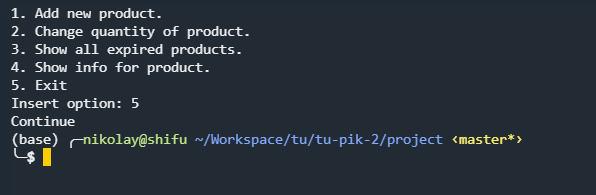 1. Add new product.
2. Change quantity of product.
3. Show all expired products.
4. Show info for product.
5. Exit
Insert option: 5
Continue
(base) ╭─nikolay@shifu ~/Workspace/tu/tu-pik-2/project ‹master*›
╰─$